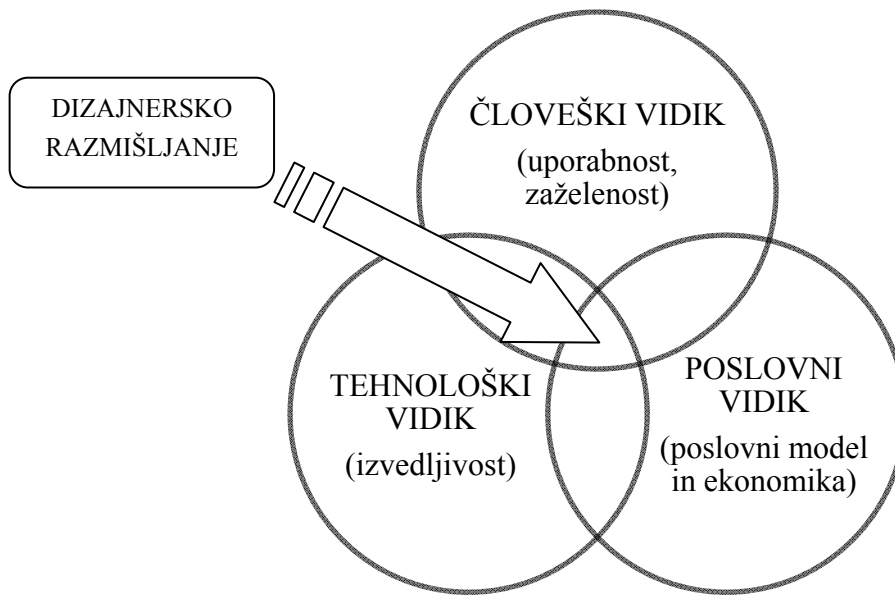 DIZAJNERSKO
RAZMIŠLJANJE
ČLOVEŠKI VIDIK
(uporabnost,
zaželenost)
TEHNOLOŠKI
VIDIK
(izvedljivost)
POSLOVNI
VIDIK
(poslovni model
in ekonomika)